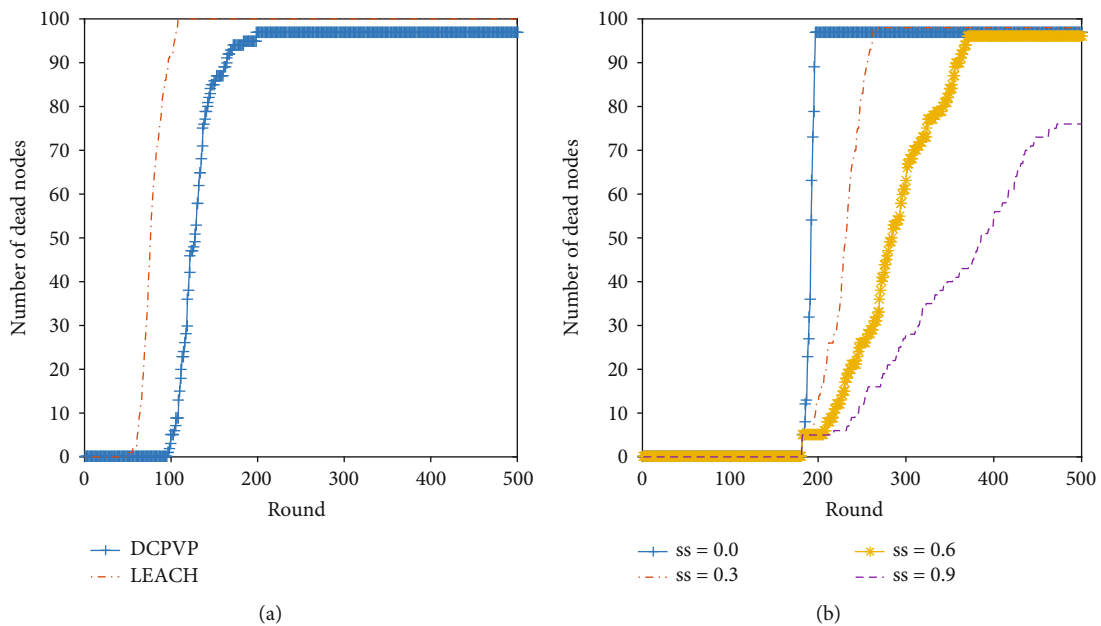 100
90
80
70
60
50
40
30
20
10
0
Number of dead nodes
0 100 200 300 400 500
Round
DCPVP
LEACH
(a)
100
90
80
70
60
50
40
30
20
10
0
Number of dead nodes
0 100 200 300 400 500
Round
ss = 0.0 ss = 0.6
ss = 0.3 ss = 0.9
(b)